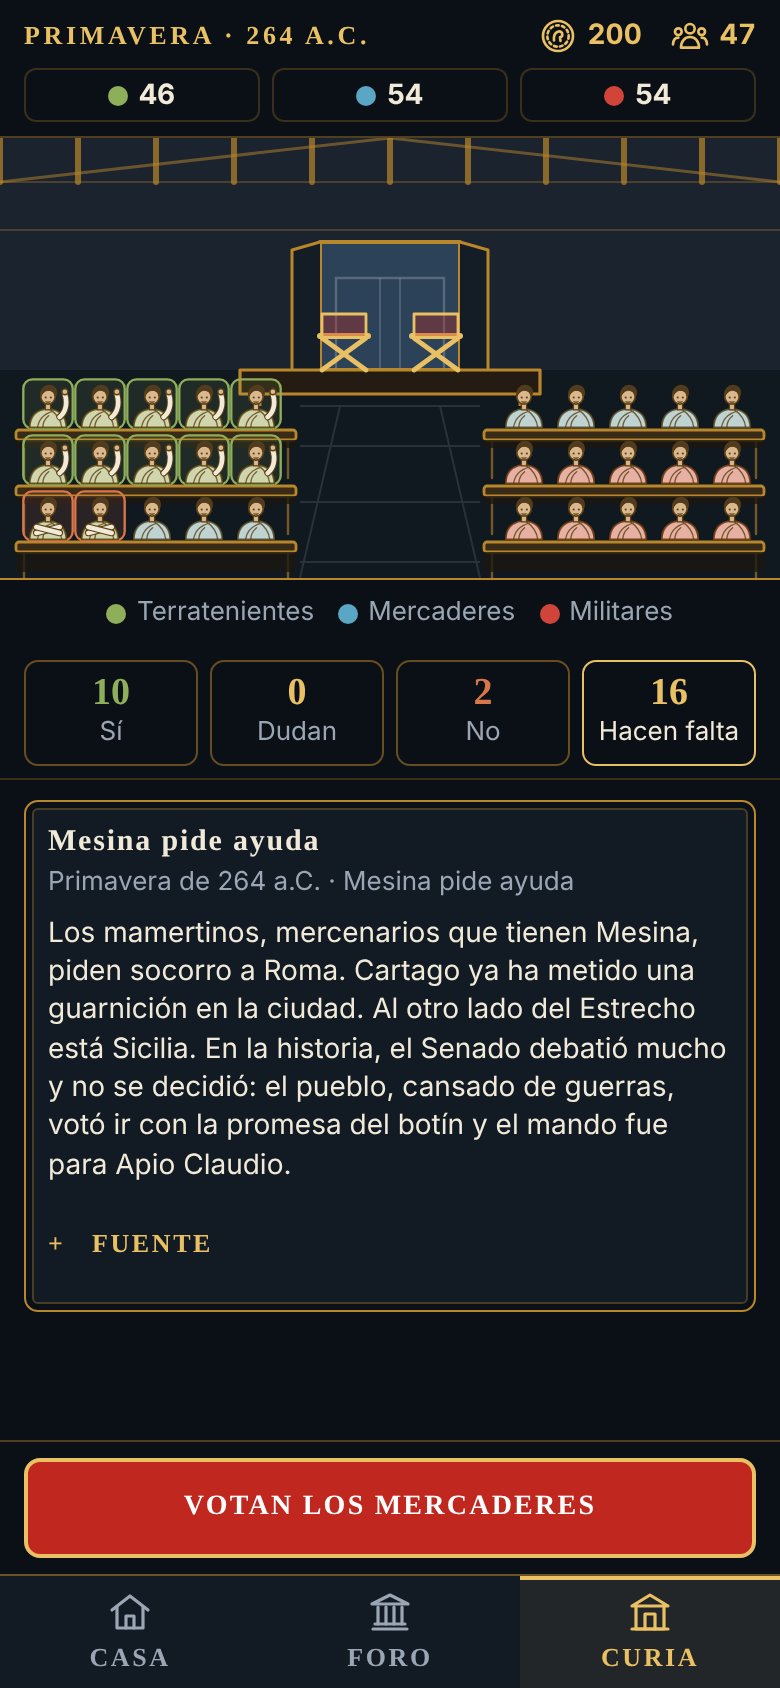 PRIMAVERA · 264 A.C. 200 47
46 54 54
Terratenientes Mercaderes Militares
10 0 2 16
Sí Dudan No Hacen falta
Mesina pide ayuda
Primavera de 264 a.C. · Mesina pide ayuda
Los mamertinos, mercenarios que tienen Mesina,
piden socorro a Roma. Cartago ya ha metido una
guarnición en la ciudad. Al otro lado del Estrecho
está Sicilia. En la historia, el Senado debatió mucho
y no se decidió: el pueblo, cansado de guerras,
votó ir con la promesa del botín y el mando fue
para Apio Claudio.
+ FUENTE
VOTAN LOS MERCADERES
CASA FORO CURIA